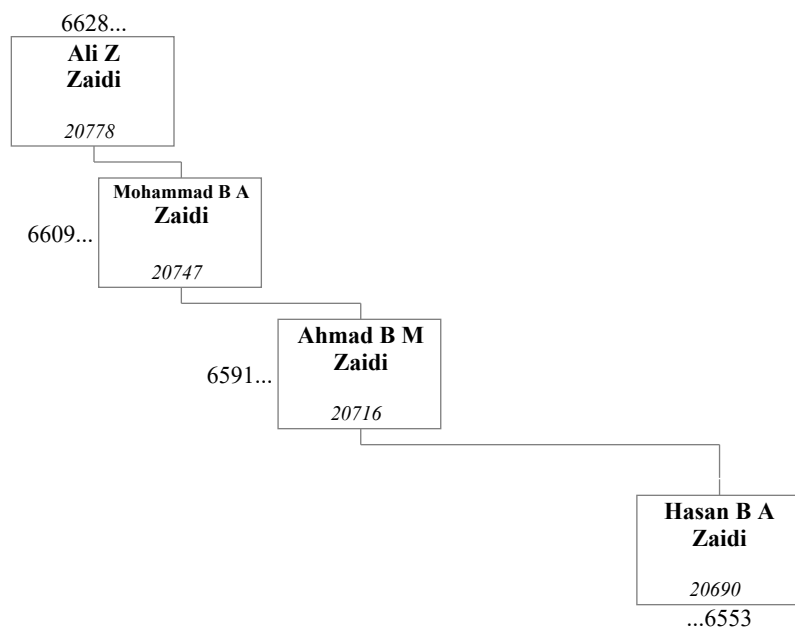 6628...
Ali Z
Zaidi
20778
Mohammad B A
Zaidi
6609...
20747
Ahmad B M
Zaidi
6591...
20716
Hasan B A
Zaidi
20690
...6553